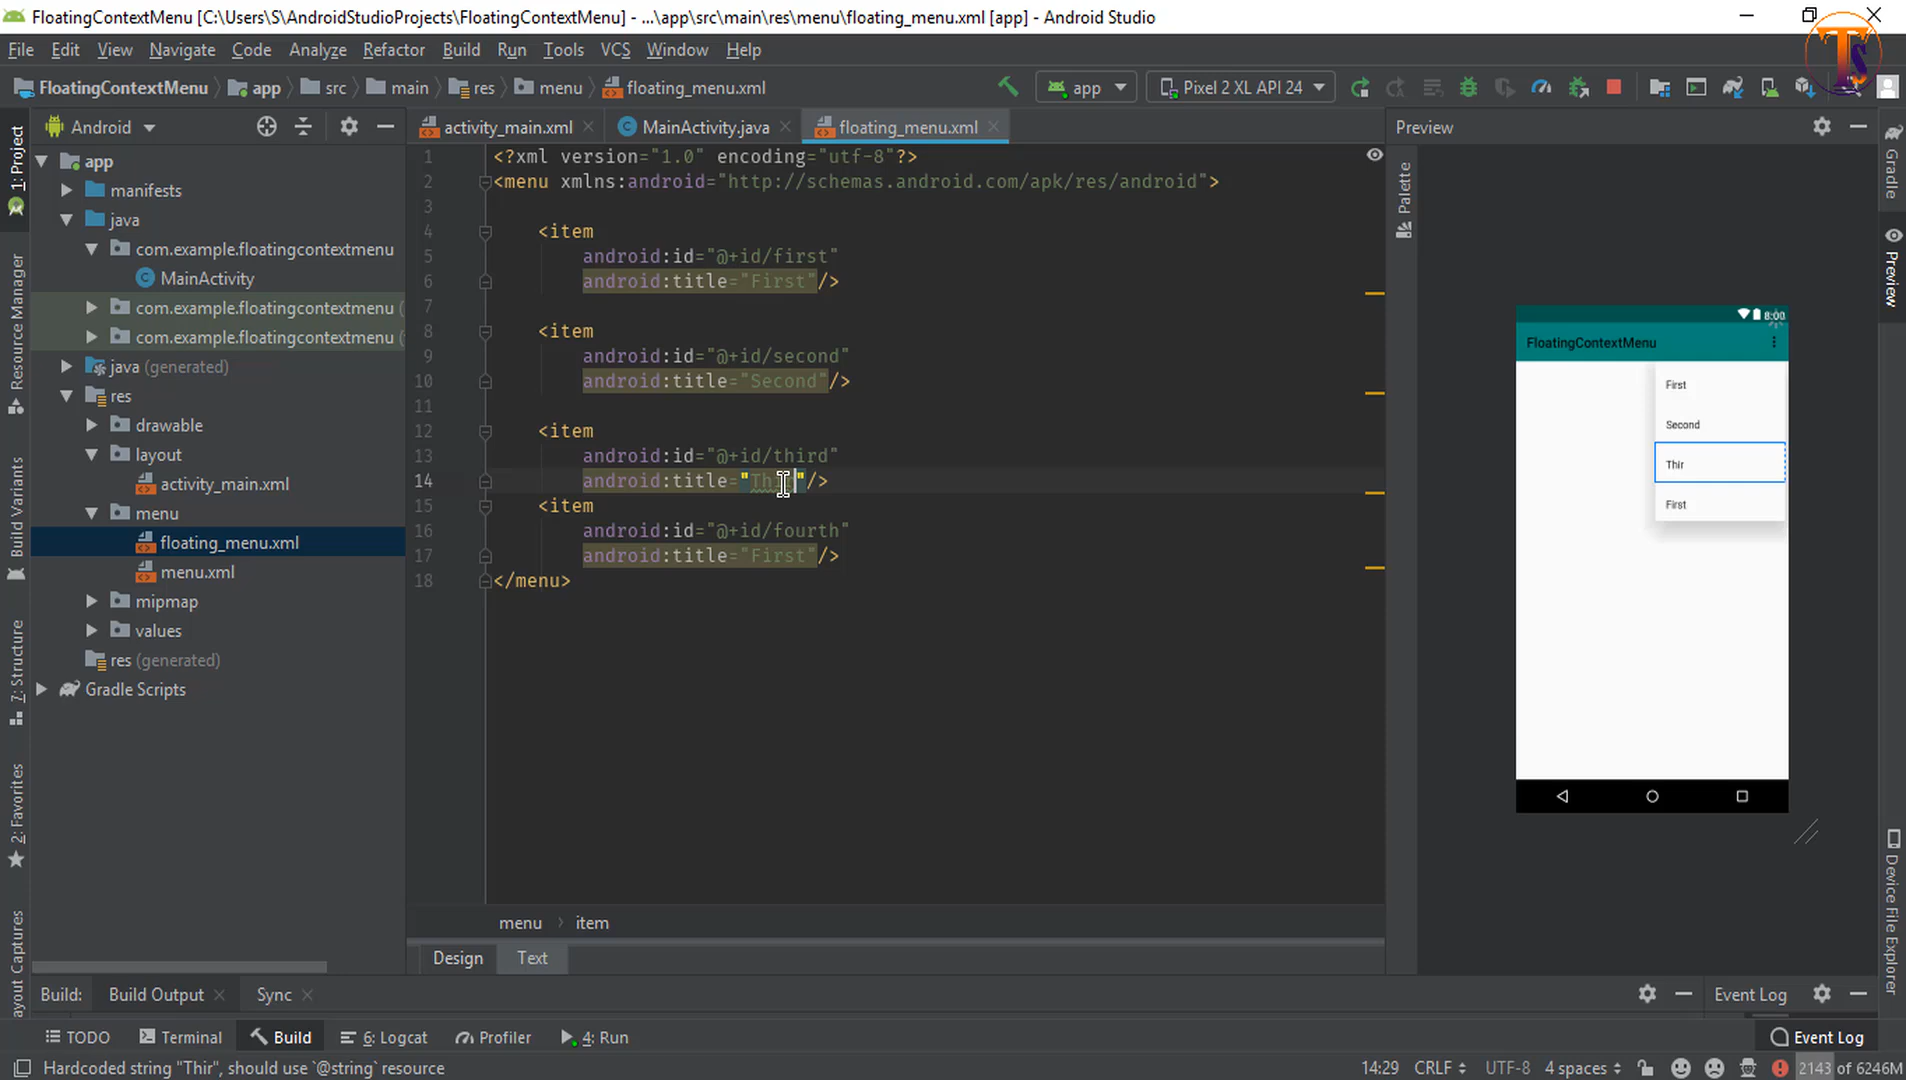 FloatingContextMenu [C:\Users\S\AndroidStudioProjects\FloatingContextMenu] - ...\app\src\main\res\menu\floating_menu.xml [app] - Android Studio
File Edit View Navigate Code Analyze Refactor Build Run Tools VCS Window Help
TS
FloatingContextMenu app src main res menu floating_menu.xml app Pixel 2 XL API 24
Android
activity_main.xml MainActivity.java floating_menu.xml
Preview
1: Project
Resource Manager
Build Variants
7: Structure
2: Favorites
ayout Captures
app
manifests
java
com.example.floatingcontextmenu
MainActivity
com.example.floatingcontextmenu (
com.example.floatingcontextmenu (
java (generated)
res
drawable
layout
activity_main.xml
menu
floating_menu.xml
menu.xml
mipmap
values
res (generated)
Gradle Scripts
1 <?xml version="1.0" encoding="utf-8"?>
2 <menu xmlns:android="http://schemas.android.com/apk/res/android">
3
4 <item
5 android:id="@+id/first"
6 android:title="First"/>
7
8 <item
9 android:id="@+id/second"
10 android:title="Second"/>
11
12 <item
13 android:id="@+id/third"
14 android:title="Thir"/>
15 <item
16 android:id="@+id/fourth"
17 android:title="First"/>
18 </menu>
menu item
Design Text
Palette
8:00
FloatingContextMenu
First
Second
Thir
First
Gradle
Preview
Device File Explorer
Build: Build Output Sync
Event Log
TODO Terminal Build 6: Logcat Profiler 4: Run
Event Log
Hardcoded string "Thir", should use `@string` resource
14:29 CRLF UTF-8 4 spaces 2143 of 6246M